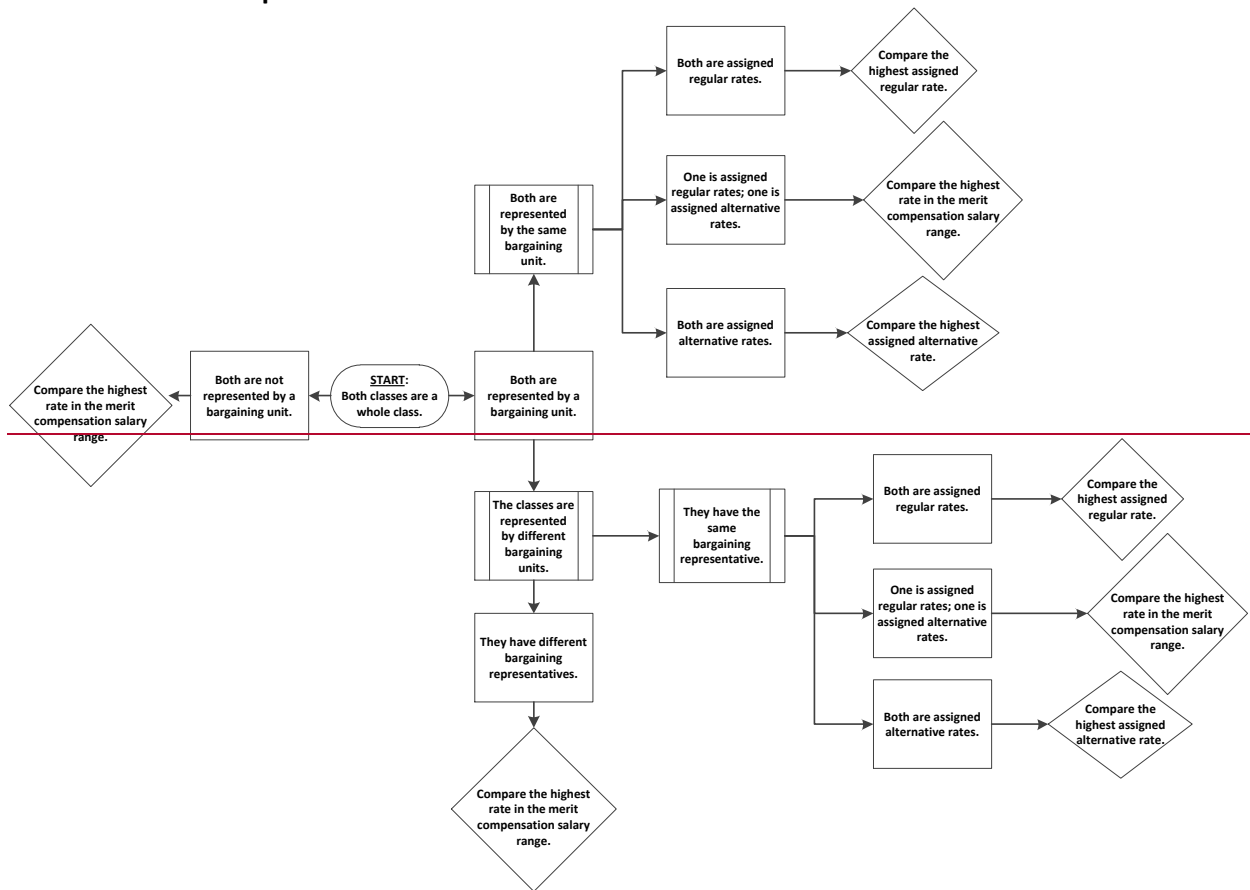 Both are assigned
regular rates.
Compare the
highest assigned
regular rate.
Both are
represented
by the same
bargaining
unit.
One is assigned
regular rates; one is
assigned alternative
rates.
Compare the highest
rate in the merit
compensation salary
range.
Both are assigned
alternative rates.
Compare the highest
assigned alternative
rate.
Compare the highest
rate in the merit
compensation salary
range.
Both are not
represented by a
bargaining unit.
START:
Both classes are a
whole class.
Both are
represented by a
bargaining unit.
The classes are
represented
by different
bargaining
units.
They have the
same
bargaining
representative.
Both are assigned
regular rates.
Compare the
highest assigned
regular rate.
One is assigned
regular rates; one is
assigned alternative
rates.
Compare the highest
rate in the merit
compensation salary
range.
They have different
bargaining
representatives.
Both are assigned
alternative rates.
Compare the
highest assigned
alternative rate.
Compare the highest
rate in the merit
compensation salary
range.